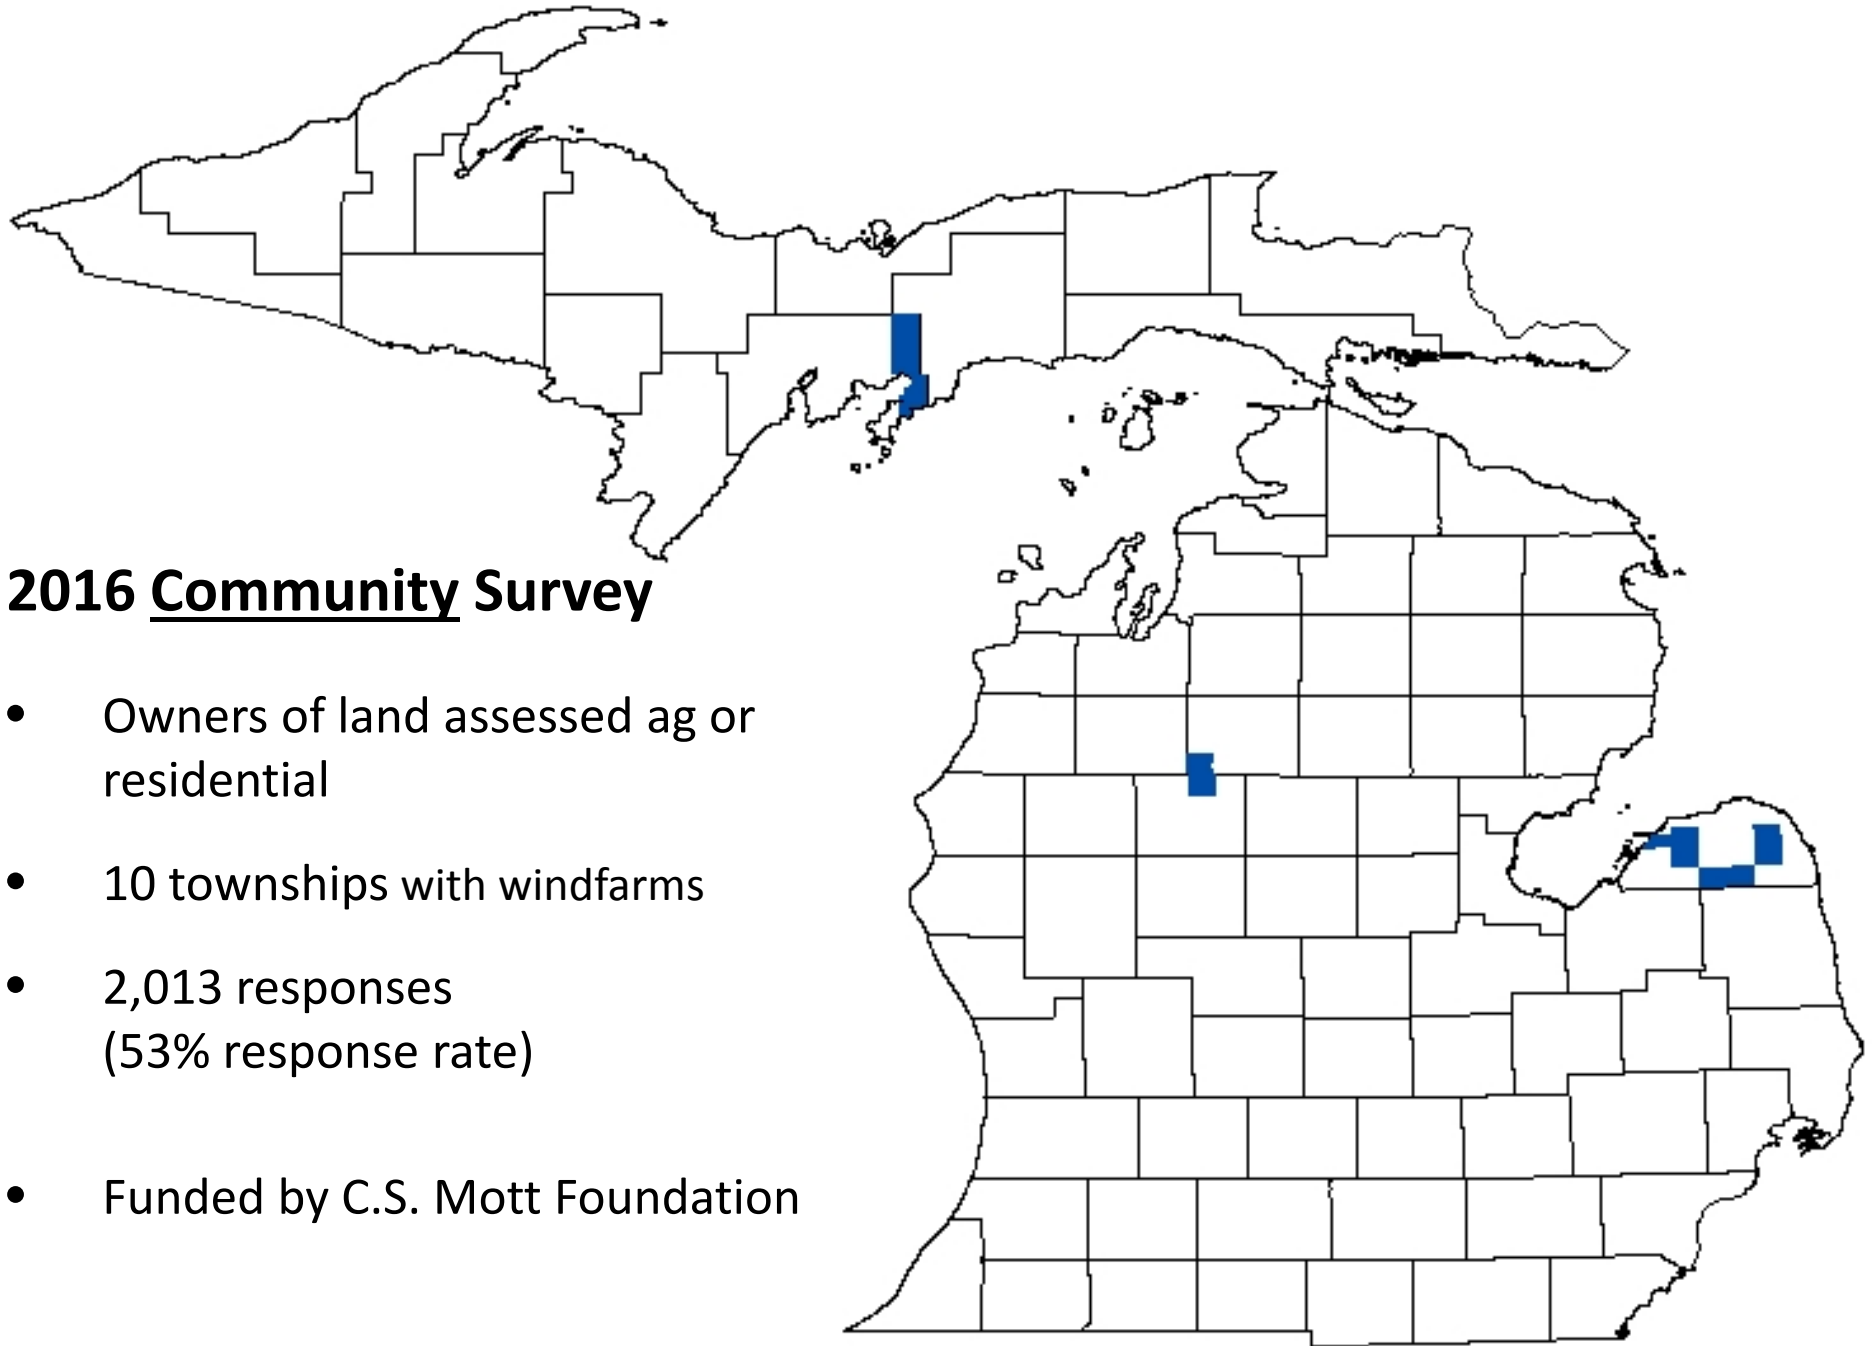 2016 Community Survey
• Owners of land assessed ag or
residential
• 10 townships with windfarms
• 2,013 responses
(53% response rate)
• Funded by C.S. Mott Foundation